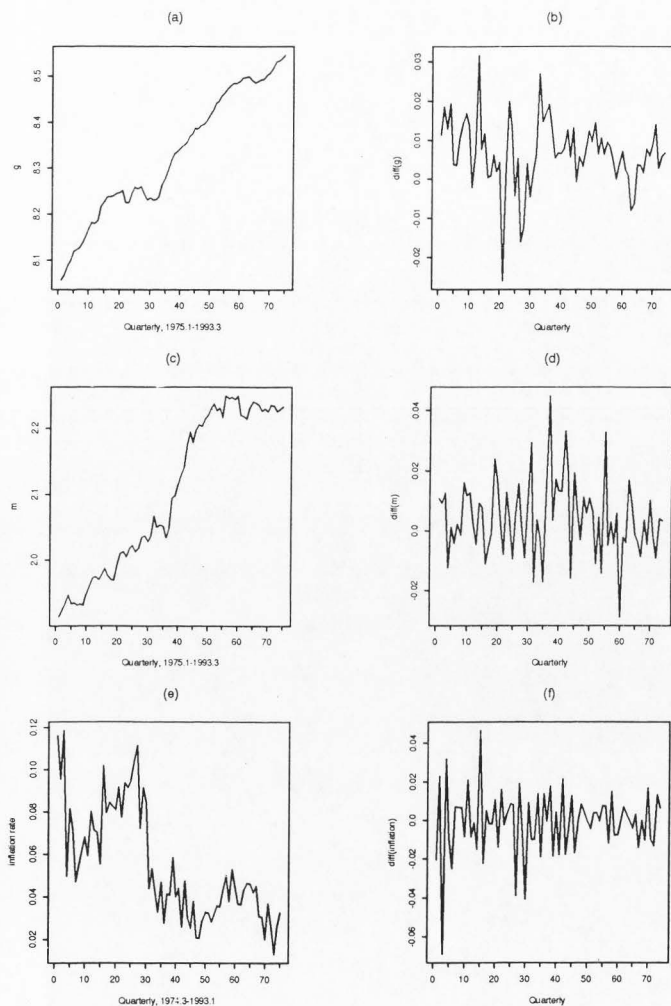 (a)
8.5
8.4
8.3
8.2
8.1
g
0 10 20 30 40 50 60 70
Quarterly, 1975.1-1993.3
(b)
0.03
0.02
0.01
0.0
-0.01
-0.02
diff(g)
0 10 20 30 40 50 60 70
Quarterly
(c)
2.2
2.1
2.0
m
0 10 20 30 40 50 60 70
Quarterly, 1975.1-1993.3
(d)
0.04
0.02
0.0
-0.02
diff(m)
0 10 20 30 40 50 60 70
Quarterly
(e)
0.12
0.10
0.08
0.06
0.04
0.02
inflation rate
0 10 20 30 40 50 60 70
Quarterly, 1974.3-1993.1
(f)
0.04
0.02
0.0
-0.02
-0.06
diff(inflation)
0 10 20 30 40 50 60 70
Quarterly